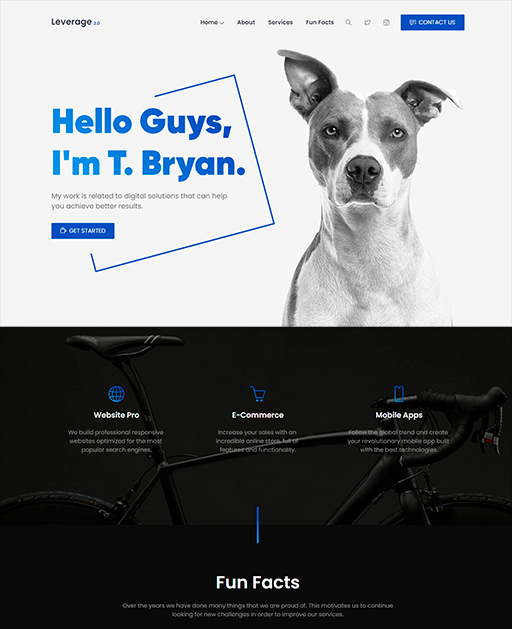 Leverage 2.0
Home About Services Fun Facts CONTACT US
Hello Guys,
I'm T. Bryan.
My work is related to digital solutions that can help
you achieve better results.
GET STARTED
Website Pro
We build professional responsive
websites optimized for the most
popular search engines.
E-Commerce
Increase your sales with an
incredible online store, full of
features and functionality.
Mobile Apps
Follow the global trend and create
your revolutionary mobile app built
with the best technologies.
Fun Facts
Over the years we have done many things that we are proud of. This motivates us to continue
looking for new challenges in order to improve our services.